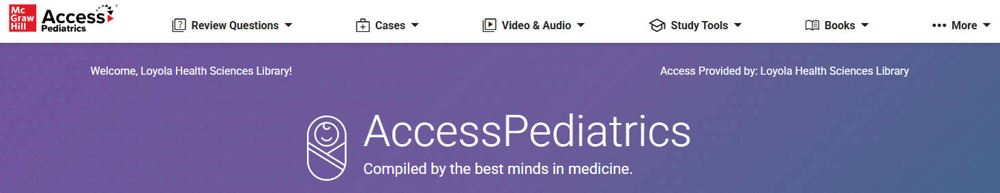 Mc
Graw
Hill
Access
Pediatrics
Review Questions
Cases
Video & Audio
Study Tools
Books
More
Welcome, Loyola Health Sciences Library!
Access Provided by: Loyola Health Sciences Library
AccessPediatrics
Compiled by the best minds in medicine.